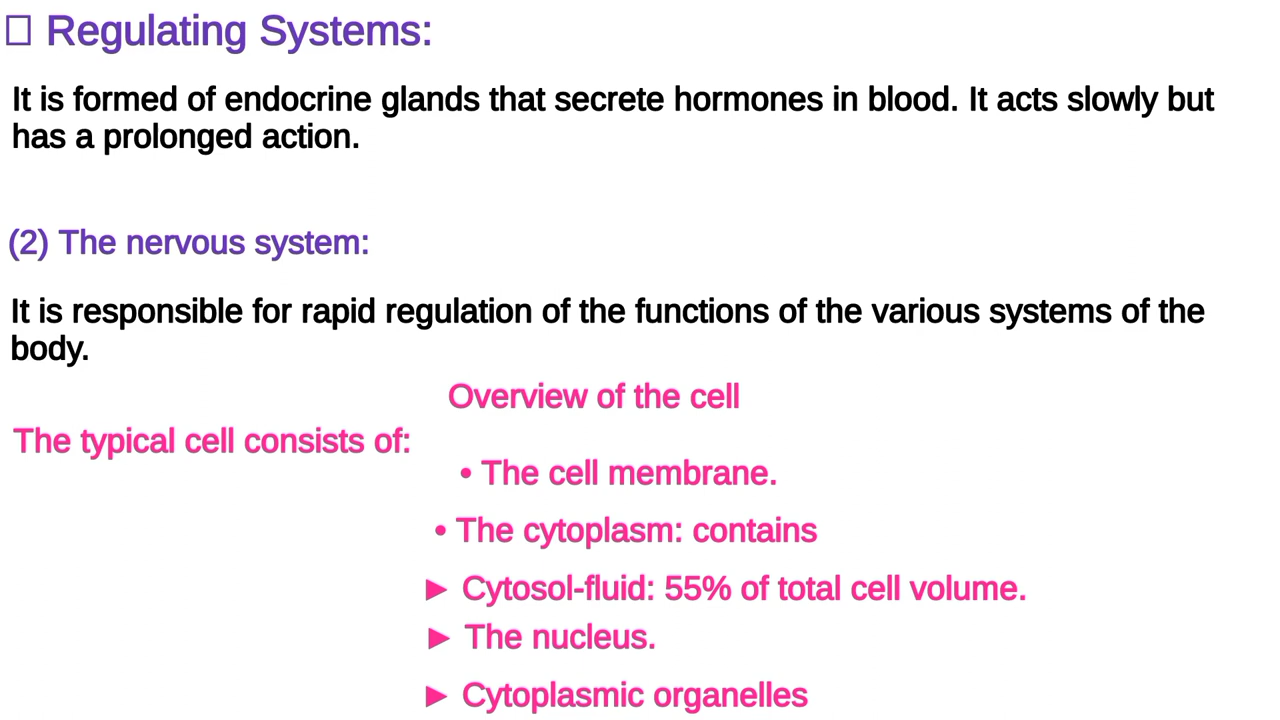 □ Regulating Systems:
It is formed of endocrine glands that secrete hormones in blood. It acts slowly but
has a prolonged action.
(2) The nervous system:
It is responsible for rapid regulation of the functions of the various systems of the
body.
Overview of the cell
The typical cell consists of:
• The cell membrane.
• The cytoplasm: contains
► Cytosol-fluid: 55% of total cell volume.
► The nucleus.
► Cytoplasmic organelles